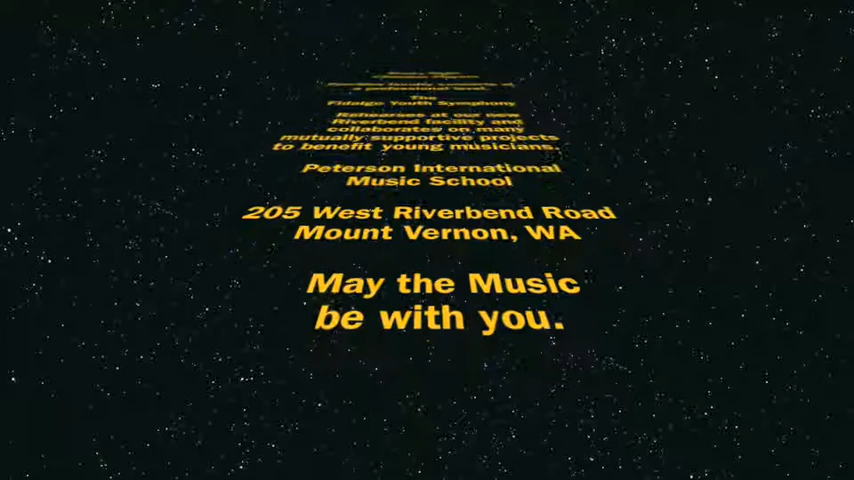 a professional level.
The
Fidalgo Youth Symphony
Rehearses at our new
Riverbend facility and
collaborates on many
mutually supportive projects
to benefit young musicians.
Peterson International
Music School
205 West Riverbend Road
Mount Vernon, WA
May the Music
be with you.